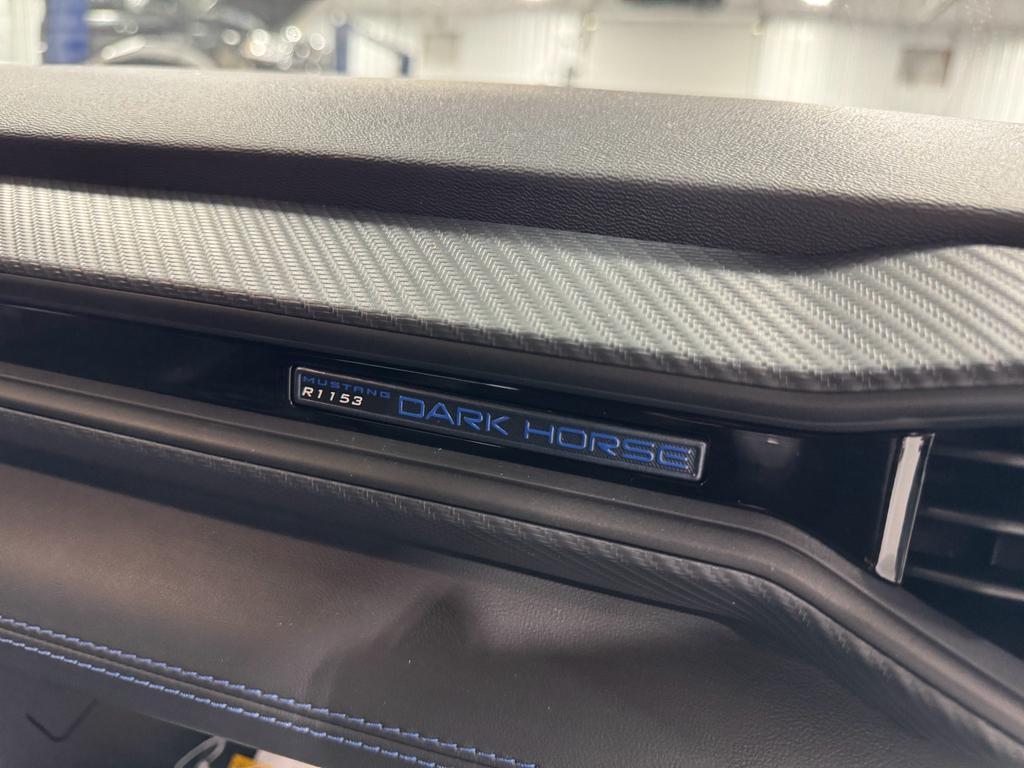 MUSTANG
R1153
DARK HORSE